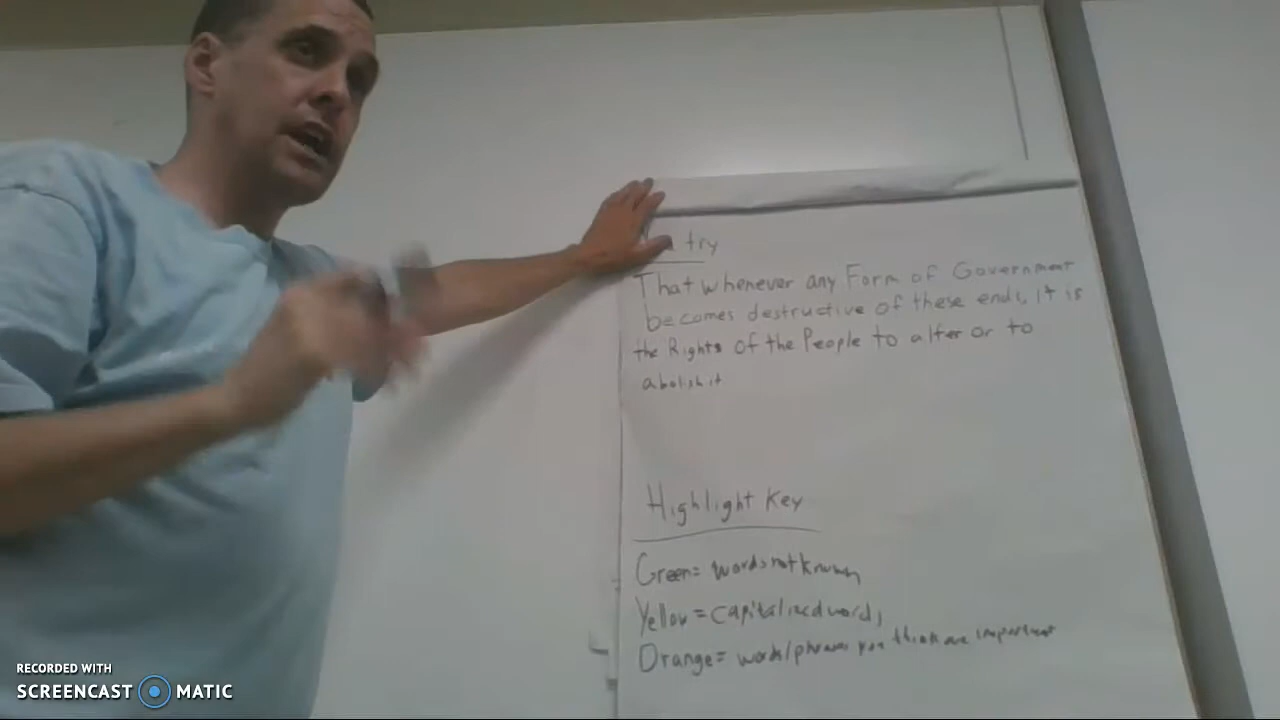 try
That whenever any Form of Government
becomes destructive of these ends, it is
the Rights of the People to alter or to
abolish it
Highlight Key
Green= words not known
Yellow = capitalized words
Orange= words/phrases you think are important
RECORDED WITH
SCREENCAST MATIC